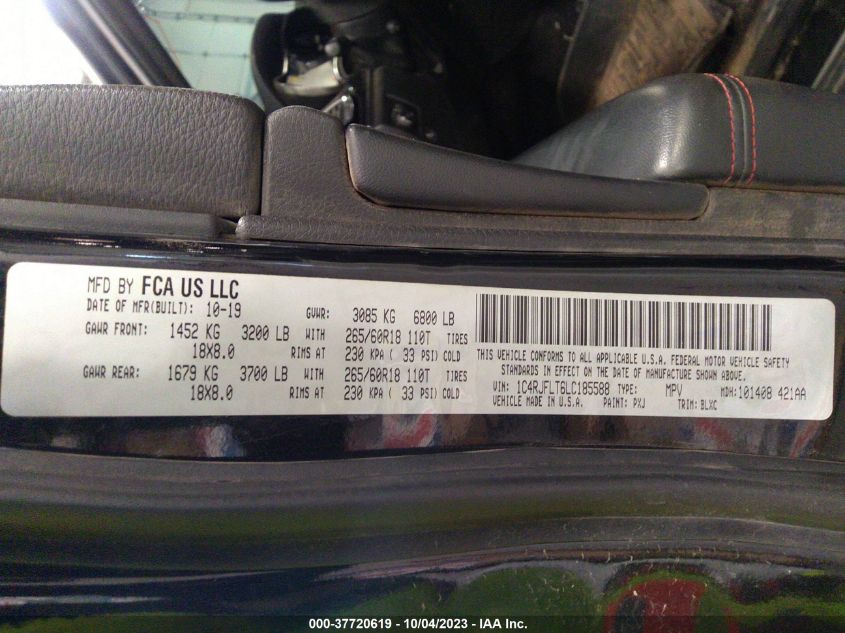 MFD BY FCA US LLC
DATE OF MFR(BUILT): 10-19 GVWR: 3085 KG 6800 LB
GAWR FRONT: 1452 KG 3200 LB WITH 265/60R18 110T TIRES
18X8.0 RIMS AT 230 KPA ( 33 PSI) COLD
GAWR REAR: 1679 KG 3700 LB WITH 265/60R18 110T TIRES
18X8.0 RIMS AT 230 KPA ( 33 PSI) COLD
THIS VEHICLE CONFORMS TO ALL APPLICABLE U.S.A. FEDERAL MOTOR VEHICLE SAFETY
STANDARDS IN EFFECT ON THE DATE OF MANUFACTURE SHOWN ABOVE.
VIN: 1C4RJFLT6LC185588 TYPE: MPV MDH:101408 421AA
VEHICLE MADE IN U.S.A. PAINT: PXJ TRIM: BLXC
000-37720619 - 10/04/2023 - IAA Inc.